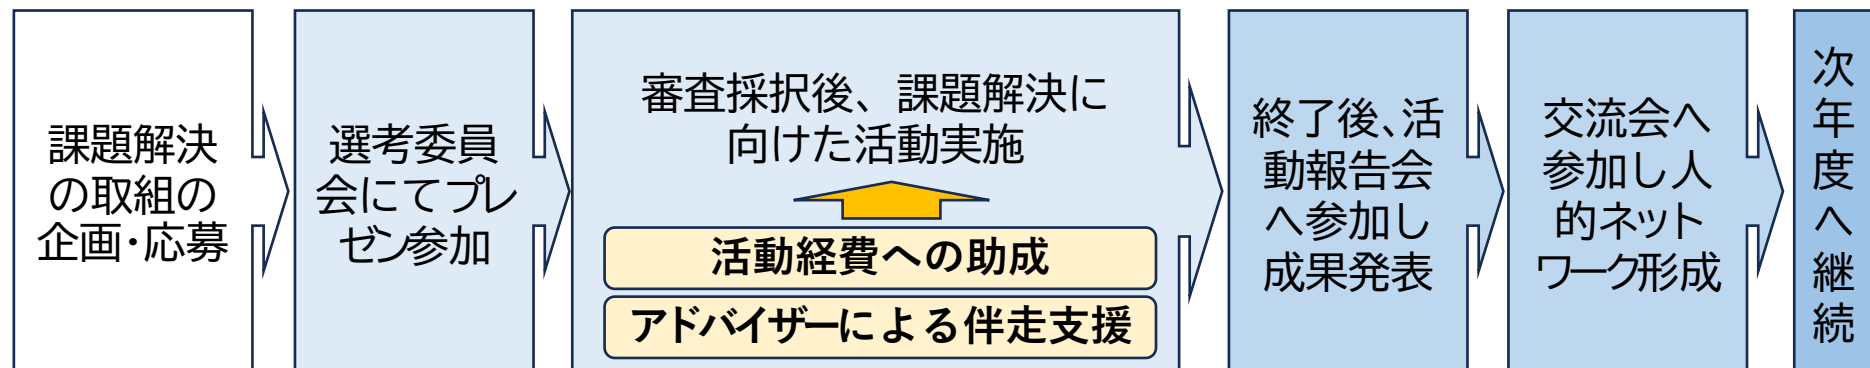 課題解決
の取組の
企画・応募
選考委員
会にてプレ
ゼン参加
審査採択後、課題解決に
向けた活動実施
活動経費への助成
アドバイザーによる伴走支援
終了後、活
動報告会
へ参加し
成果発表
交流会へ
参加し人
的ネット
ワーク形成
次年度へ継続